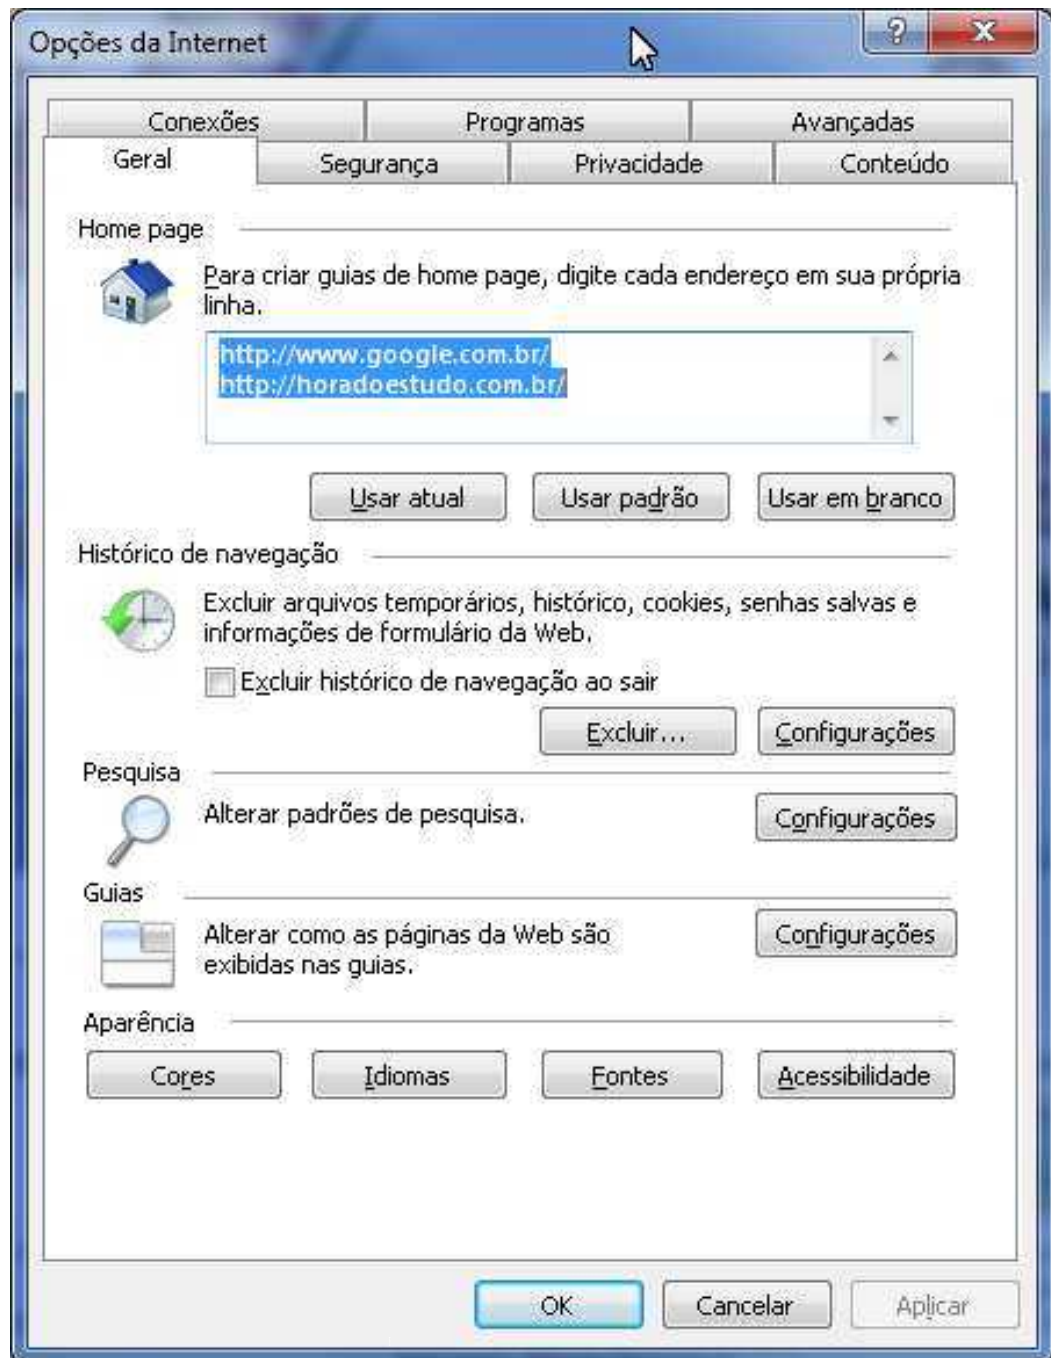 Opções da Internet
Conexões Programas Avançadas
Geral Segurança Privacidade Conteúdo
Home page
Para criar guias de home page, digite cada endereço em sua própria
linha.
http://www.google.com.br/
http://horadoestudo.com.br/
Usar atual Usar padrão Usar em branco
Histórico de navegação
Excluir arquivos temporários, histórico, cookies, senhas salvas e
informações de formulário da Web.
Excluir histórico de navegação ao sair
Excluir... Configurações
Pesquisa
Alterar padrões de pesquisa. Configurações
Guias
Alterar como as páginas da Web são
exibidas nas guias.
Configurações
Aparência
Cores Idiomas Fontes Acessibilidade
OK Cancelar Aplicar